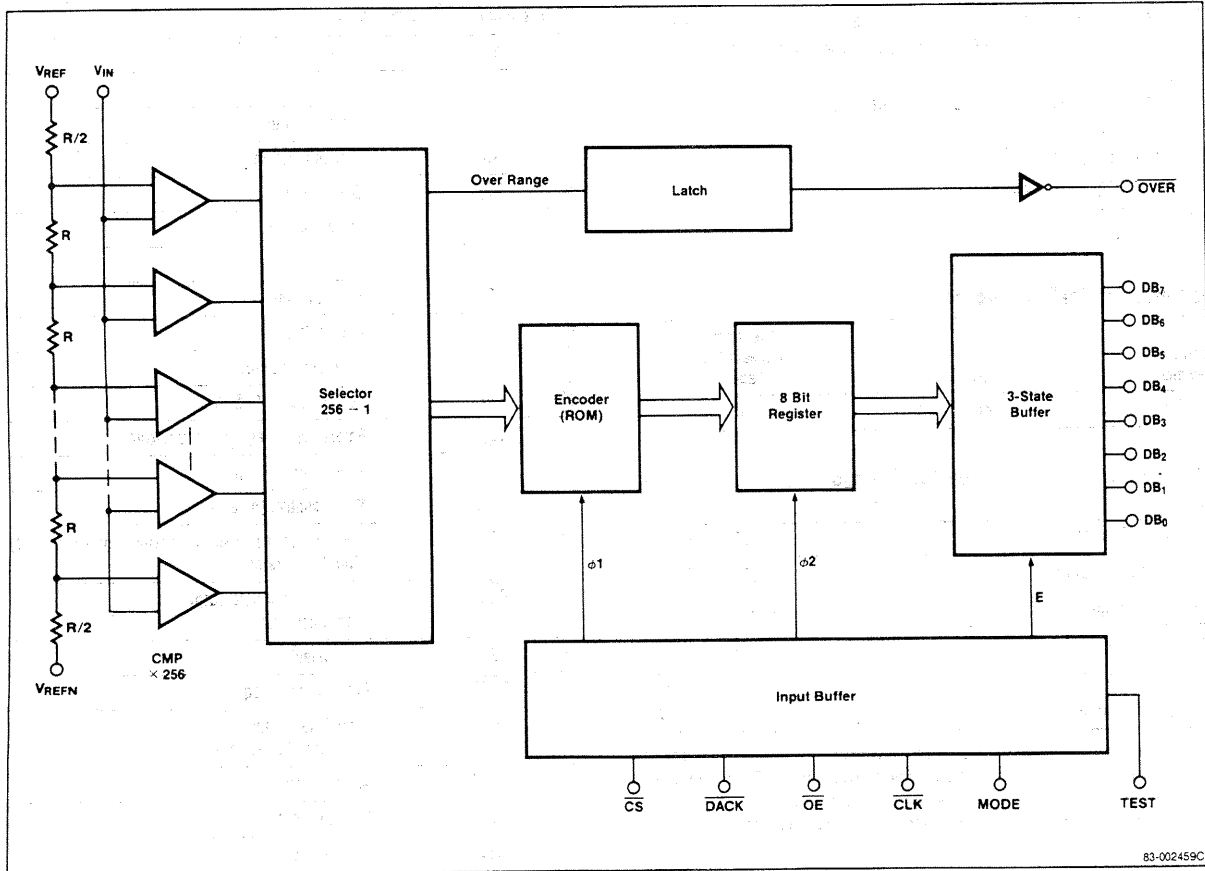 VREF
VIN
R/2
R
R
R
R/2
VREFN
CMP
× 256
Selector
256 – 1
Over Range
Latch
OVER
Encoder
(ROM)
8 Bit
Register
3-State
Buffer
DB7
DB6
DB5
DB4
DB3
DB2
DB1
DB0
ϕ1
ϕ2
E
Input Buffer
CS
DACK
OE
CLK
MODE
TEST
83-002459C